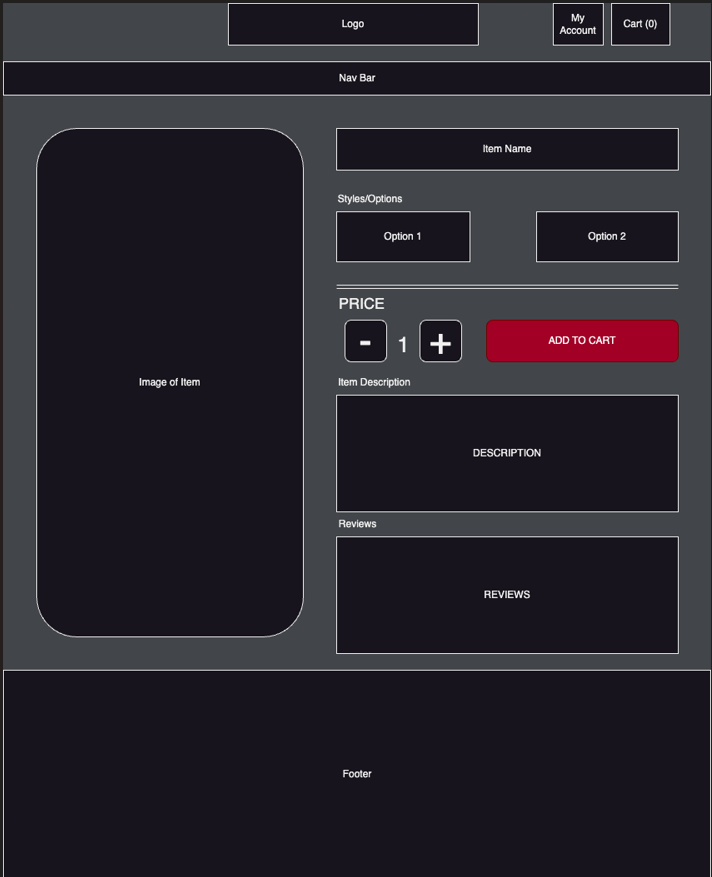 Logo
My
Account
Cart (0)
Nav Bar
Image of Item
Item Name
Styles/Options
Option 1
Option 2
PRICE
- 1 +
ADD TO CART
Item Description
DESCRIPTION
Reviews
REVIEWS
Footer